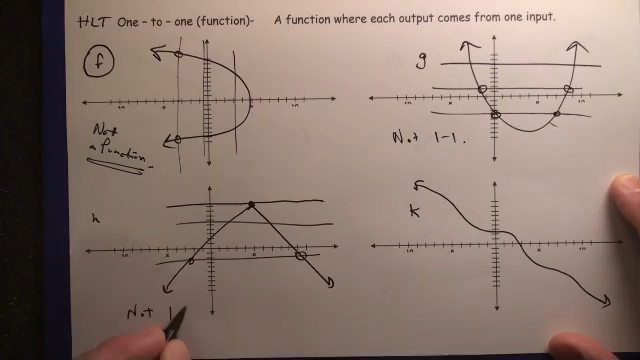 HLT One - to - one (function)- A function where each output comes from one input.
f
g
Not
a function
Not 1-1.
h
k
Not 1